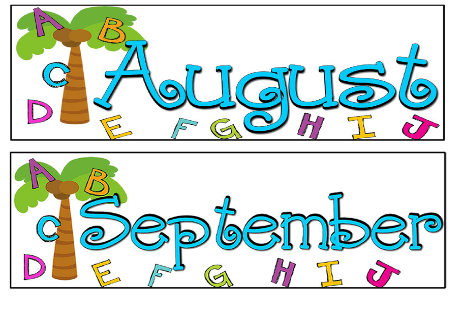 A B
C August
D E F G H I J
A B
C September
D E F G H I J